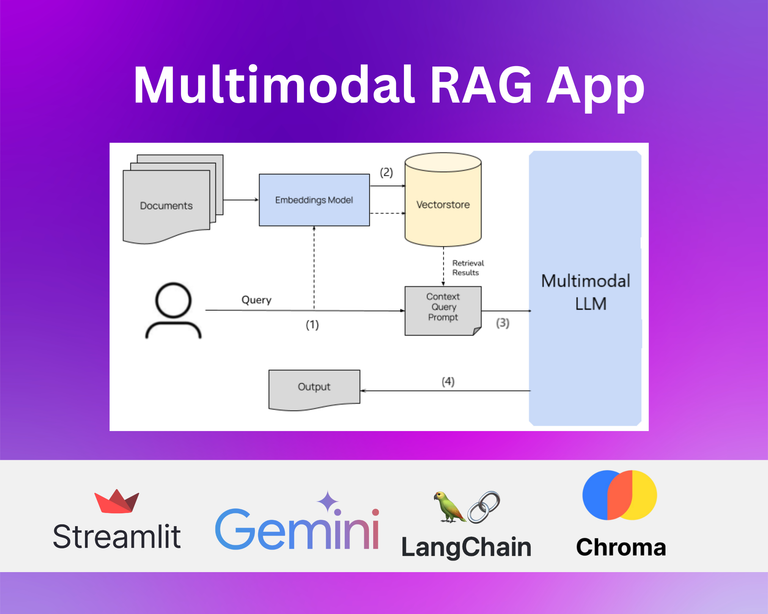 Multimodal RAG App
Documents
Embeddings Model
(2)
Vectorstore
Retrieval
Results
Query
(1)
Context
Query
Prompt
(3)
Multimodal
LLM
Output
(4)
Streamlit
Gemini
LangChain
Chroma